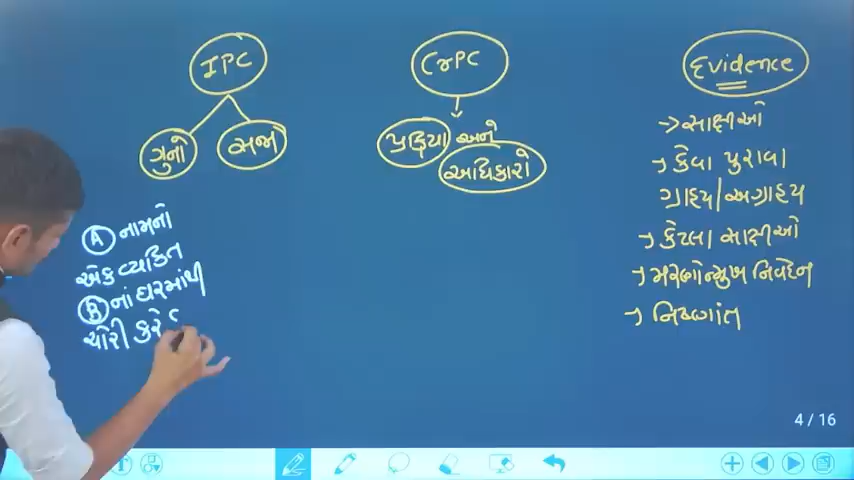 IPC
ગુનો
સજા
CrPC
પ્રક્રિયા અને
અધિકારો
Evidence
→ સાક્ષીઓ
→ કેવા પુરાવા
ગ્રાહ્ય/અગ્રાહ્ય
→ કેટલા સાક્ષીઓ
→ મરણોન્મુખ નિવેદન
→ નિષ્ણાંત
A નામનો
એક વ્યકિત
B નાં ઘરમાંથી
ચોરી કરે
4 / 16